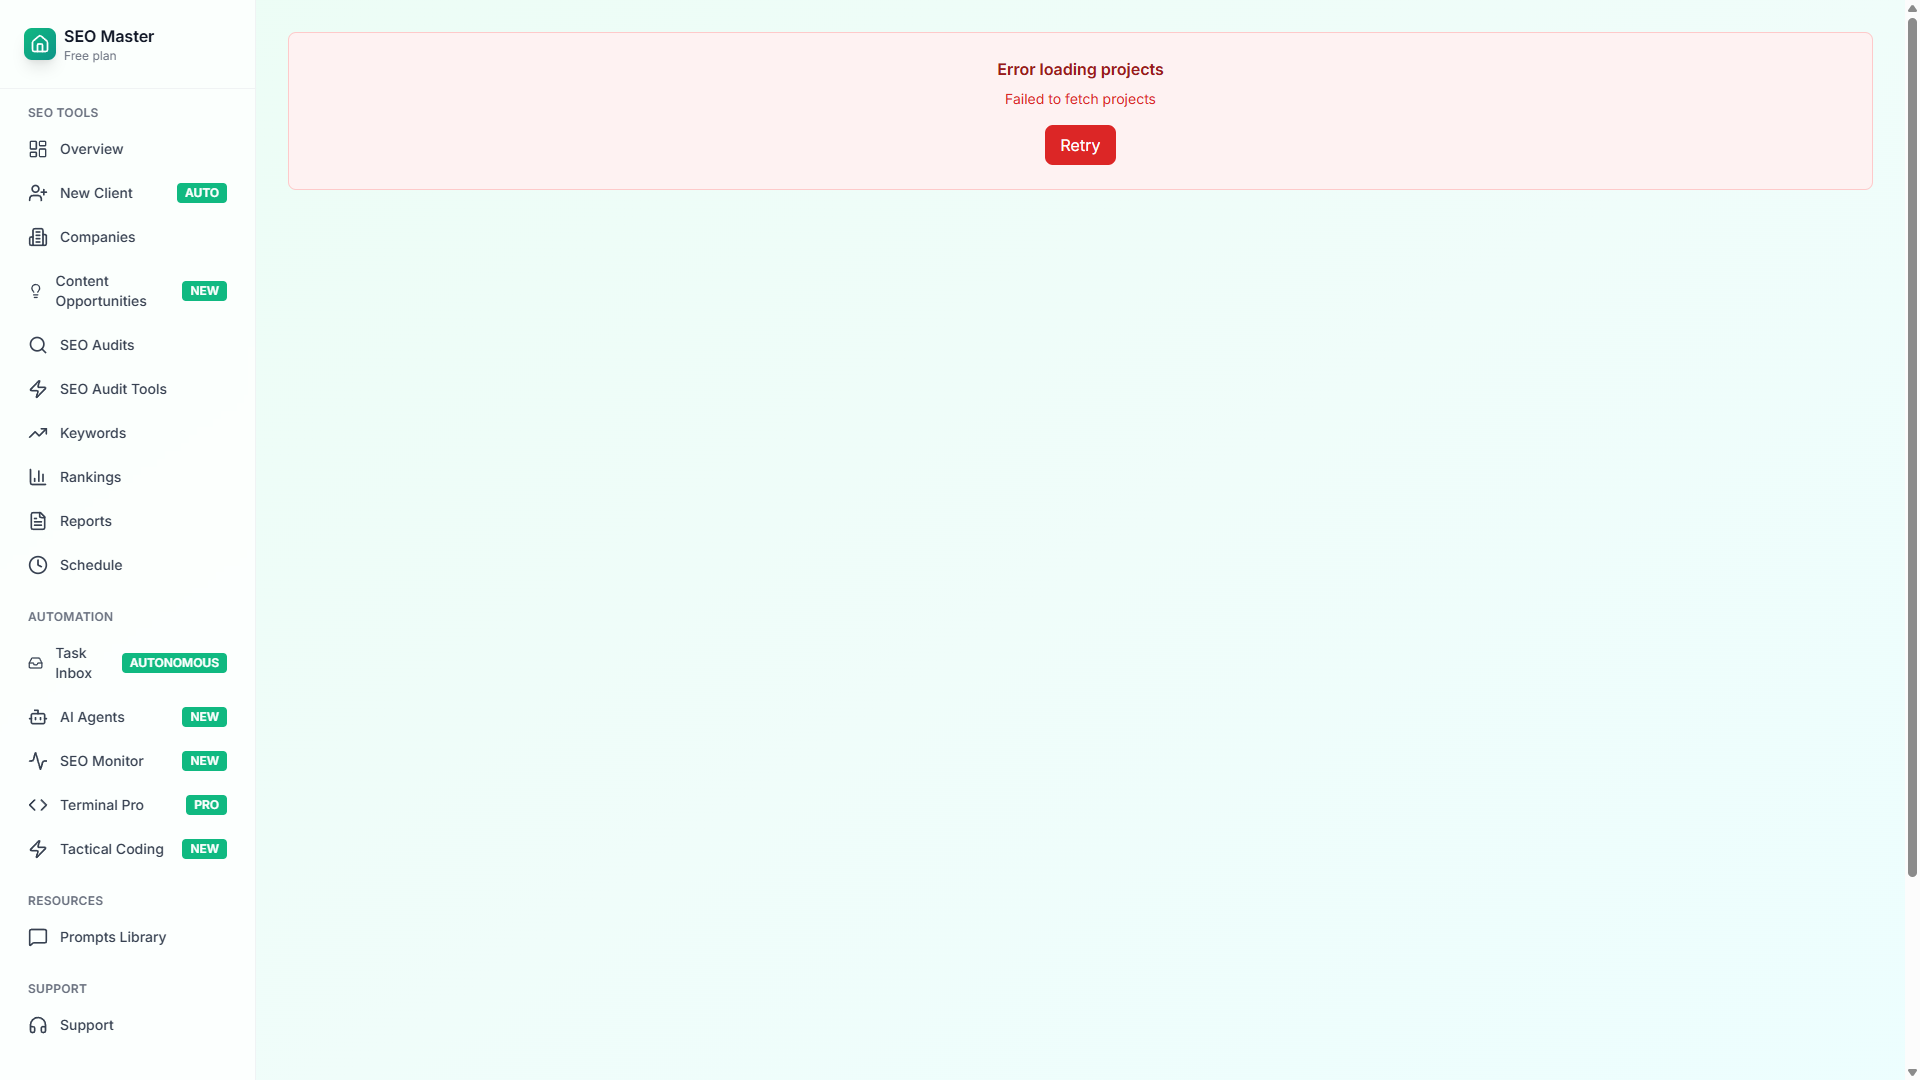 SEO Master
Free plan
SEO TOOLS
Overview
New Client AUTO
Companies
Content
Opportunities NEW
SEO Audits
SEO Audit Tools
Keywords
Rankings
Reports
Schedule
AUTOMATION
Task
Inbox AUTONOMOUS
AI Agents NEW
SEO Monitor NEW
Terminal Pro PRO
Tactical Coding NEW
RESOURCES
Prompts Library
SUPPORT
Support
Error loading projects
Failed to fetch projects
Retry